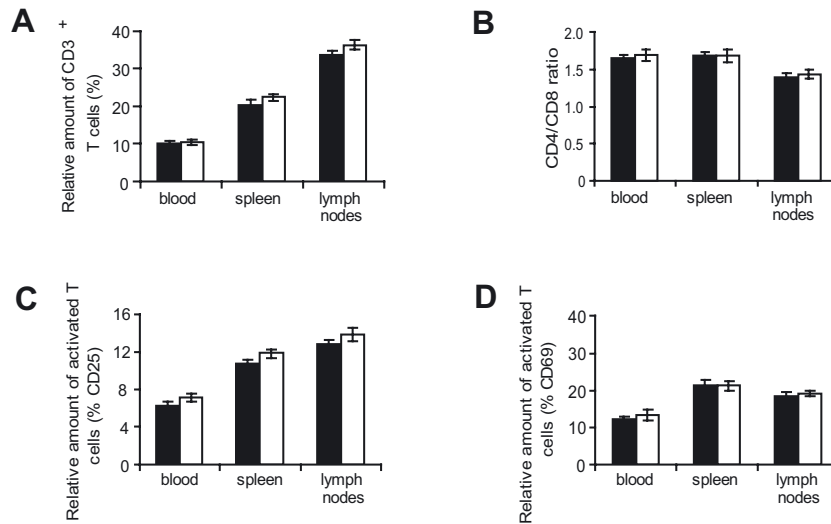 A
Relative amount of CD3 +
T cells (%)
40
30
20
10
0
blood
spleen
lymph
nodes
B
CD4/CD8 ratio
2.0
1.5
1.0
0.5
0
blood
spleen
lymph
nodes
C
Relative amount of activated T
cells (% CD25)
16
12
8
4
0
blood
spleen
lymph
nodes
D
Relative amount of activated T
cells (% CD69)
40
30
20
10
0
blood
spleen
lymph
nodes